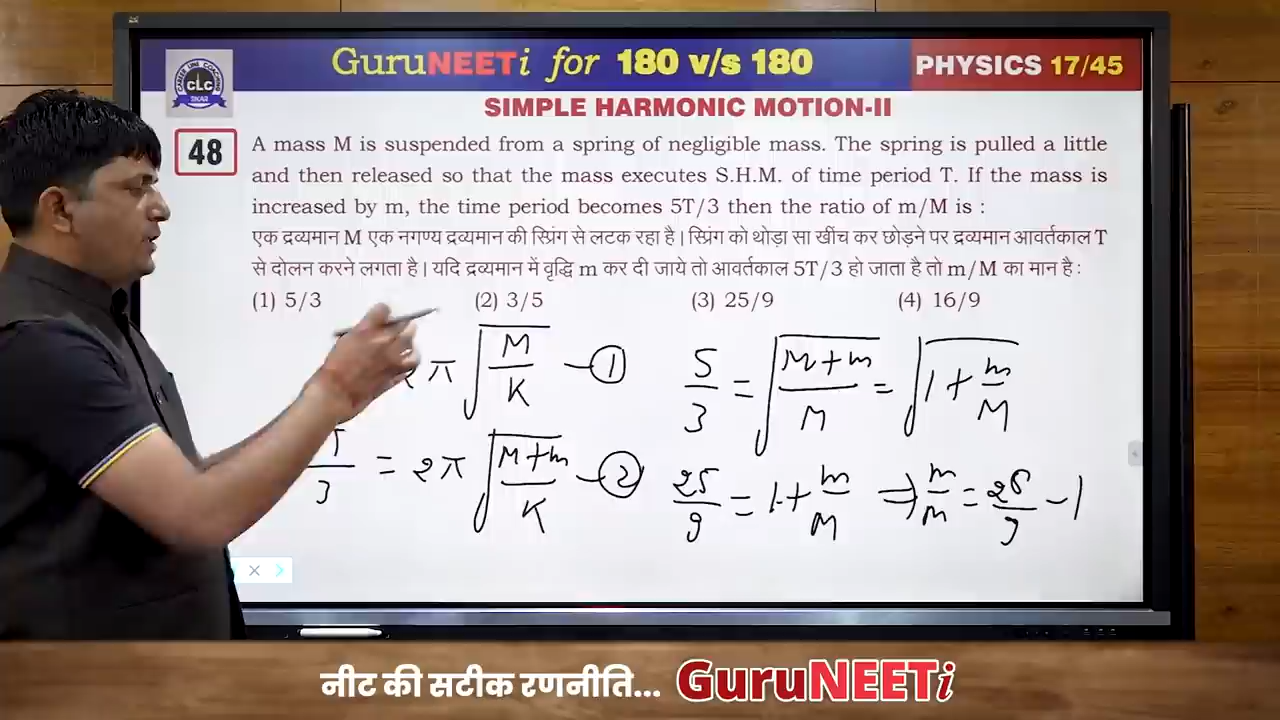 GuruNEETi for 180 v/s 180
PHYSICS 17/45
CLC
SIKAR
SIMPLE HARMONIC MOTION-II
48
A mass M is suspended from a spring of negligible mass. The spring is pulled a little
and then released so that the mass executes S.H.M. of time period T. If the mass is
increased by m, the time period becomes 5T/3 then the ratio of m/M is :
एक द्रव्यमान M एक नगण्य द्रव्यमान की स्प्रिंग से लटक रहा है। स्प्रिंग को थोड़ा सा खींच कर छोड़ने पर द्रव्यमान आवर्तकाल T
से दोलन करने लगता है। यदि द्रव्यमान में वृद्धि m कर दी जाये तो आवर्तकाल 5T/3 हो जाता है तो m/M का मान है :
(1) 5/3 (2) 3/5 (3) 25/9 (4) 16/9
2π √(M/K) —①
5/3 = √((M+m)/M) = √(1+m/M)
T/3 = 2π √((M+m)/K) —②
25/9 = 1+m/M ⇒ m/M = 25/9 −1
नीट की सटीक रणनीति... GuruNEETi